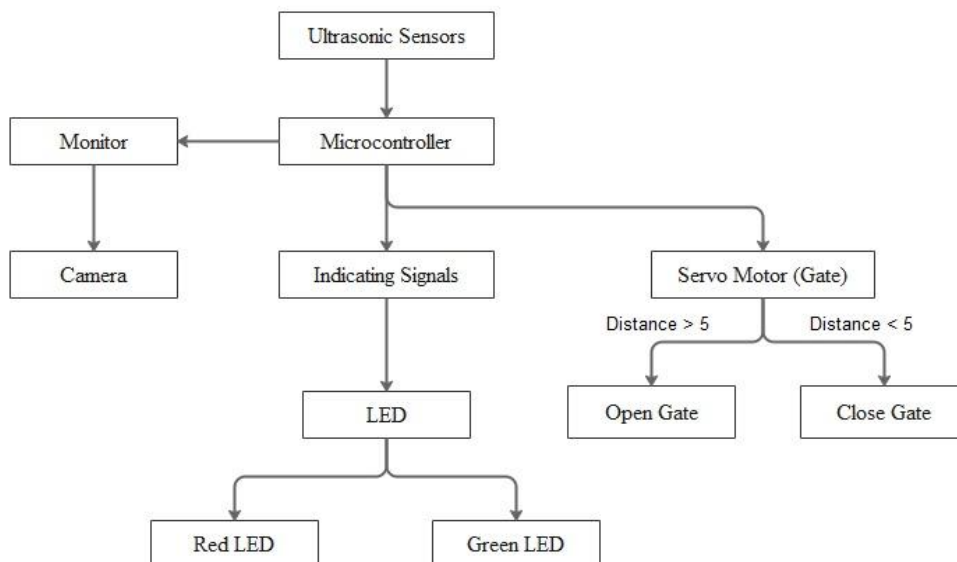 Ultrasonic Sensors
Monitor
Microcontroller
Camera
Indicating Signals
Servo Motor (Gate)
Distance > 5
Distance < 5
LED
Open Gate
Close Gate
Red LED
Green LED